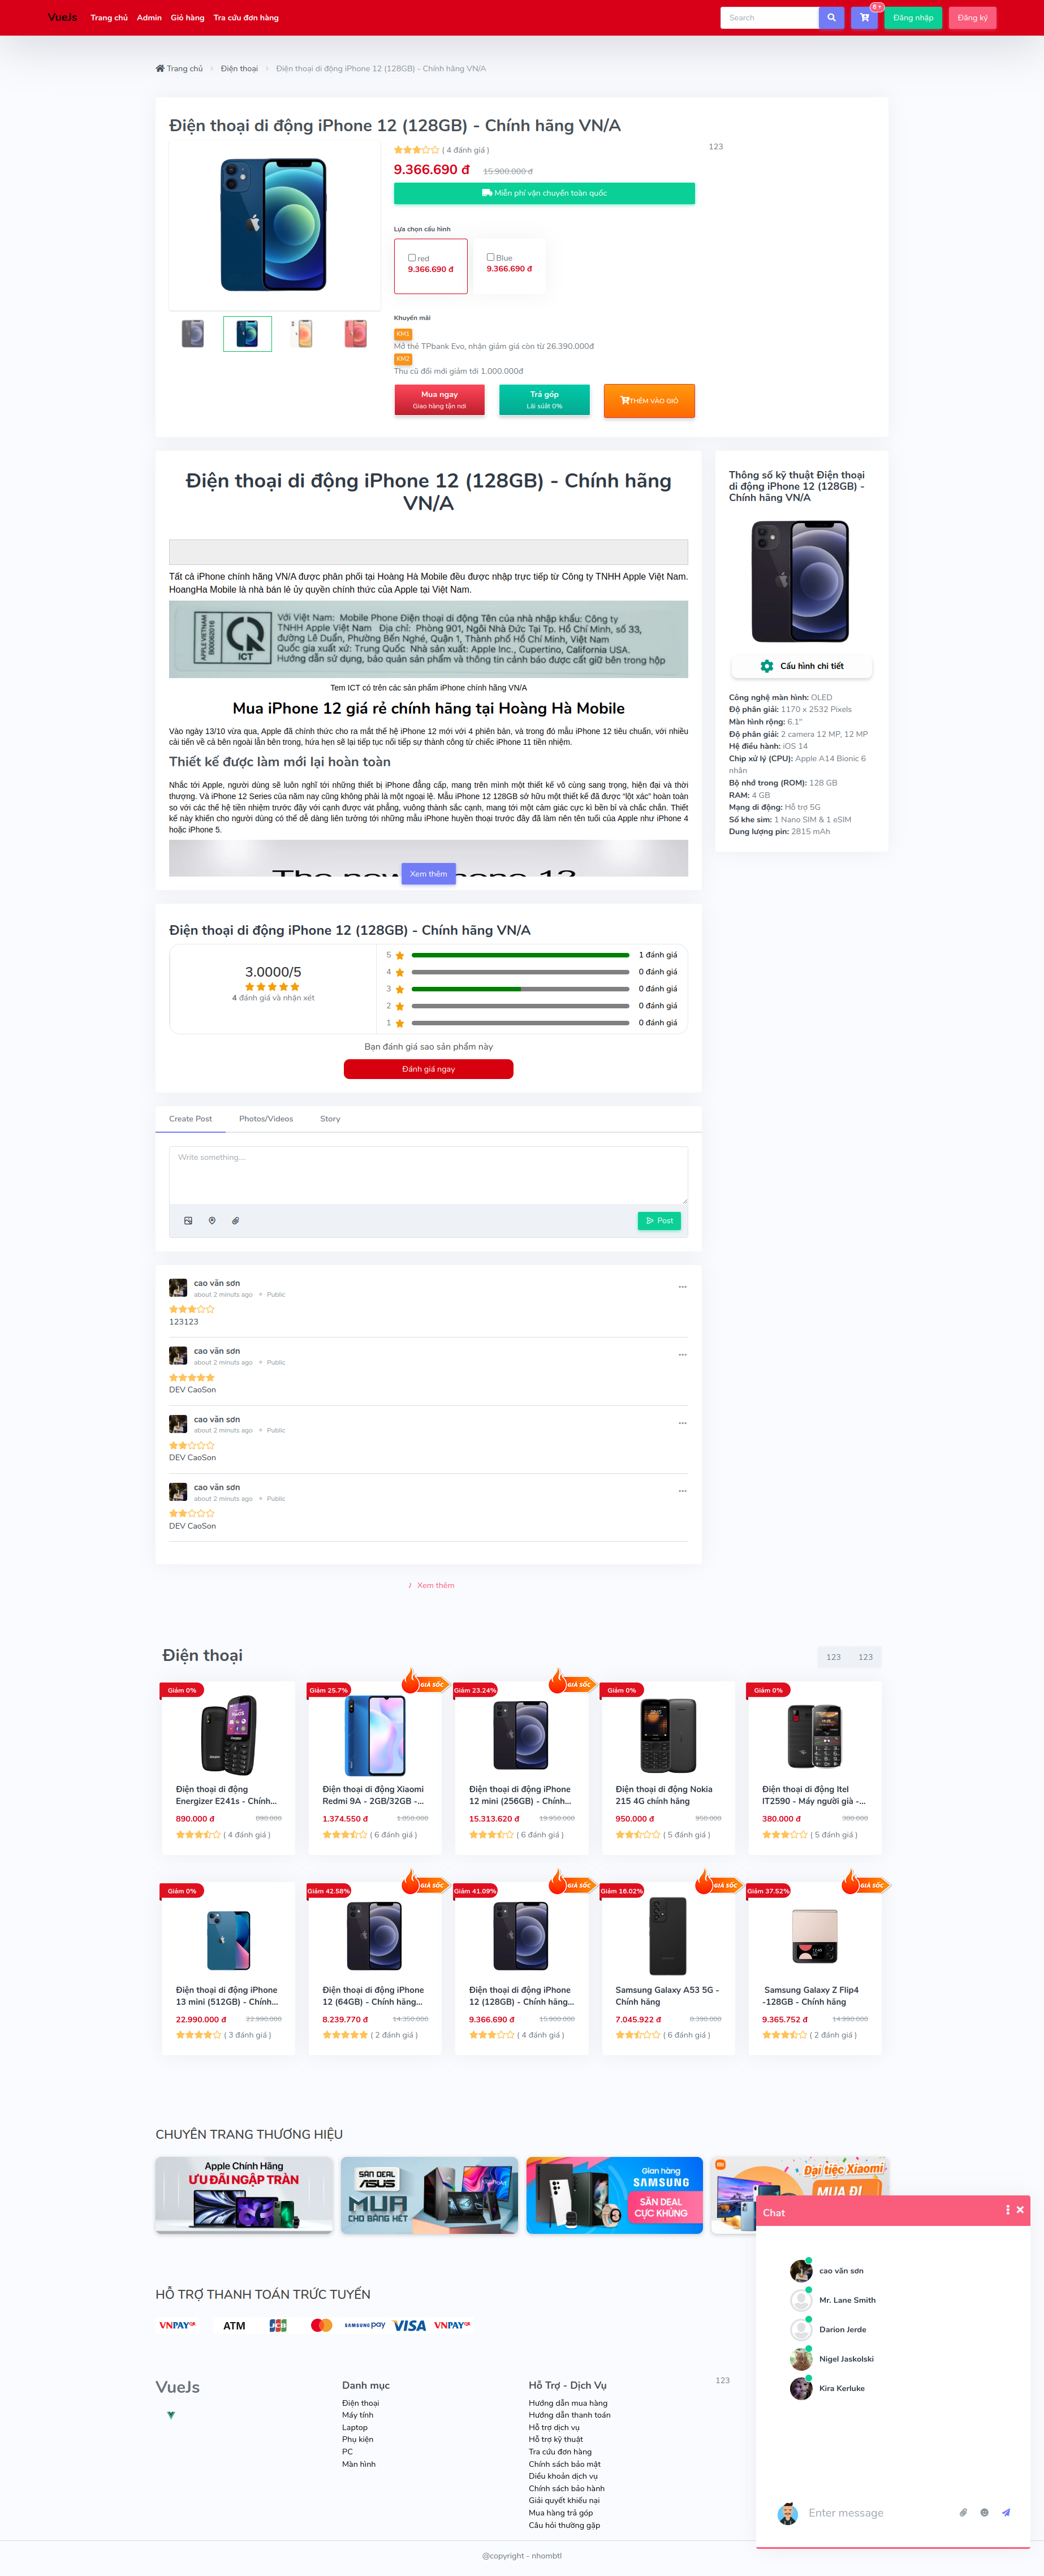 VueJs Trang chủ Admin Giỏ hàng Tra cứu đơn hàng Search 6+ Đăng nhập Đăng ký
Trang chủ Điện thoại Điện thoại di động iPhone 12 (128GB) - Chính hãng VN/A
Điện thoại di động iPhone 12 (128GB) - Chính hãng VN/A
( 4 đánh giá )
123
9.366.690 đ 15.900.000 đ
Miễn phí vận chuyển toàn quốc
Lựa chọn cấu hình
red
9.366.690 đ
Blue
9.366.690 đ
Khuyến mãi
KM1
Mở thẻ TPbank Evo, nhận giảm giá còn từ 26.390.000đ
KM2
Thu cũ đổi mới giảm tới 1.000.000đ
Mua ngay
Giao hàng tận nơi
Trả góp
Lãi súât 0%
THÊM VÀO GIỎ
Điện thoại di động iPhone 12 (128GB) - Chính hãng
VN/A
Tất cả iPhone chính hãng VN/A được phân phối tại Hoàng Hà Mobile đều được nhập trực tiếp từ Công ty TNHH Apple Việt Nam.
HoangHa Mobile là nhà bán lẻ ủy quyền chính thức của Apple tại Việt Nam.
APPLE VIETNAM
B00062016
ICT
Với Việt Nam: Mobile Phone Điện thoại di động Tên của nhà nhập khẩu: Công ty
TNHH Apple Việt Nam Địa chỉ: Phòng 901, Ngôi Nhà Đức Tại Tp. Hồ Chí Minh, số 33,
đường Lê Duẩn, Phường Bến Nghé, Quận 1, Thành phố Hồ Chí Minh, Việt Nam
Quốc gia xuất xứ: Trung Quốc Nhà sản xuất: Apple Inc., Cupertino, California USA.
Hướng dẫn sử dụng, bảo quản sản phẩm và thông tin cảnh báo được cất giữ bên trong hộp
Tem ICT có trên các sản phẩm iPhone chính hãng VN/A
Mua iPhone 12 giá rẻ chính hãng tại Hoàng Hà Mobile
Vào ngày 13/10 vừa qua, Apple đã chính thức cho ra mắt thế hệ iPhone 12 mới với 4 phiên bản, và trong đó mẫu iPhone 12 tiêu chuẩn, với nhiều
cải tiến về cả bên ngoài lẫn bên trong, hứa hẹn sẽ lại tiếp tục nối tiếp sự thành công từ chiếc iPhone 11 tiền nhiệm.
Thiết kế được làm mới lại hoàn toàn
Nhắc tới Apple, người dùng sẽ luôn nghĩ tới những thiết bị iPhone đẳng cấp, mang trên mình một thiết kế vô cùng sang trọng, hiện đại và thời
thượng. Và iPhone 12 Series của năm nay cũng không phải là một ngoại lệ. Mẫu iPhone 12 128GB sở hữu một thiết kế đã được “lột xác” hoàn toàn
so với các thế hệ tiền nhiệm trước đây với cạnh được vát phẳng, vuông thành sắc cạnh, mang tới một cảm giác cực kì bền bỉ và chắc chắn. Thiết
kế này khiến cho người dùng có thể dễ dàng liên tưởng tới những mẫu iPhone huyền thoại trước đây đã làm nên tên tuổi của Apple như iPhone 4
hoặc iPhone 5.
Xem thêm
Thông số kỹ thuật Điện thoại
di động iPhone 12 (128GB) -
Chính hãng VN/A
Cấu hình chi tiết
Công nghệ màn hình: OLED
Độ phân giải: 1170 x 2532 Pixels
Màn hình rộng: 6.1"
Độ phân giải: 2 camera 12 MP, 12 MP
Hệ điều hành: iOS 14
Chip xử lý (CPU): Apple A14 Bionic 6
nhân
Bộ nhớ trong (ROM): 128 GB
RAM: 4 GB
Mạng di động: Hỗ trợ 5G
Số khe sim: 1 Nano SIM & 1 eSIM
Dung lượng pin: 2815 mAh
Điện thoại di động iPhone 12 (128GB) - Chính hãng VN/A
3.0000/5
4 đánh giá và nhận xét
5 1 đánh giá
4 0 đánh giá
3 0 đánh giá
2 0 đánh giá
1 0 đánh giá
Bạn đánh giá sao sản phẩm này
Đánh giá ngay
Create Post Photos/Videos Story
Write something....
Post
cao văn sơn
about 2 minuts ago Public
123123
cao văn sơn
about 2 minuts ago Public
DEV CaoSon
cao văn sơn
about 2 minuts ago Public
DEV CaoSon
cao văn sơn
about 2 minuts ago Public
DEV CaoSon
Xem thêm
Điện thoại
123 123
Giảm 0%
Điện thoại di động
Energizer E241s - Chính...
890.000 đ 890.000
( 4 đánh giá )
Giảm 25.7% GIÁ SỐC
Điện thoại di động Xiaomi
Redmi 9A - 2GB/32GB -...
1.374.550 đ 1.850.000
( 6 đánh giá )
Giảm 23.24% GIÁ SỐC
Điện thoại di động iPhone
12 mini (256GB) - Chính...
15.313.620 đ 19.950.000
( 6 đánh giá )
Giảm 0%
Điện thoại di động Nokia
215 4G chính hãng
950.000 đ 950.000
( 5 đánh giá )
Giảm 0%
Điện thoại di động Itel
IT2590 - Máy người già -...
380.000 đ 380.000
( 5 đánh giá )
Giảm 0%
Điện thoại di động iPhone
13 mini (512GB) - Chính...
22.990.000 đ 22.990.000
( 3 đánh giá )
Giảm 42.58% GIÁ SỐC
Điện thoại di động iPhone
12 (64GB) - Chính hãng...
8.239.770 đ 14.350.000
( 2 đánh giá )
Giảm 41.09% GIÁ SỐC
Điện thoại di động iPhone
12 (128GB) - Chính hãng...
9.366.690 đ 15.900.000
( 4 đánh giá )
Giảm 16.02% GIÁ SỐC
Samsung Galaxy A53 5G -
Chính hãng
7.045.922 đ 8.390.000
( 6 đánh giá )
Giảm 37.52% GIÁ SỐC
Samsung Galaxy Z Flip4
-128GB - Chính hãng
9.365.752 đ 14.990.000
( 2 đánh giá )
CHUYÊN TRANG THƯƠNG HIỆU
Apple Chính Hãng
ƯU ĐÃI NGẬP TRÀN
SĂN DEAL
ASUS
MUA
CHO BẰNG HẾT
Gian hàng
SAMSUNG
SĂN DEAL
CỰC KHỦNG
Đại tiệc Xiaomi
MUA ĐI
Chat
cao văn sơn
Mr. Lane Smith
Darion Jerde
Nigel Jaskolski
Kira Kerluke
Enter message
HỖ TRỢ THANH TOÁN TRỨC TUYẾN
VNPAYQR ATM JCB SAMSUNG pay VISA VNPAYQR
VueJs
Danh mục
Điện thoại
Máy tính
Laptop
Phụ kiện
PC
Màn hình
Hỗ Trợ - Dịch Vụ
Hướng dẫn mua hàng
Hướng dẫn thanh toán
Hỗ trợ dịch vụ
Hỗ trợ kỹ thuật
Tra cứu đơn hàng
Chính sách bảo mật
Diều khoản dịch vụ
Chính sách bảo hành
Giải quyết khiếu nại
Mua hàng trả góp
Câu hỏi thường gặp
123
@copyright - nhombtl